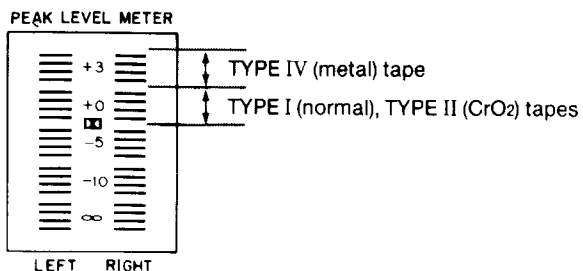 PEAK LEVEL METER
+3
TYPE IV (metal) tape
+0
TYPE I (normal), TYPE II (CrO2) tapes
−5
−10
∞
LEFT RIGHT